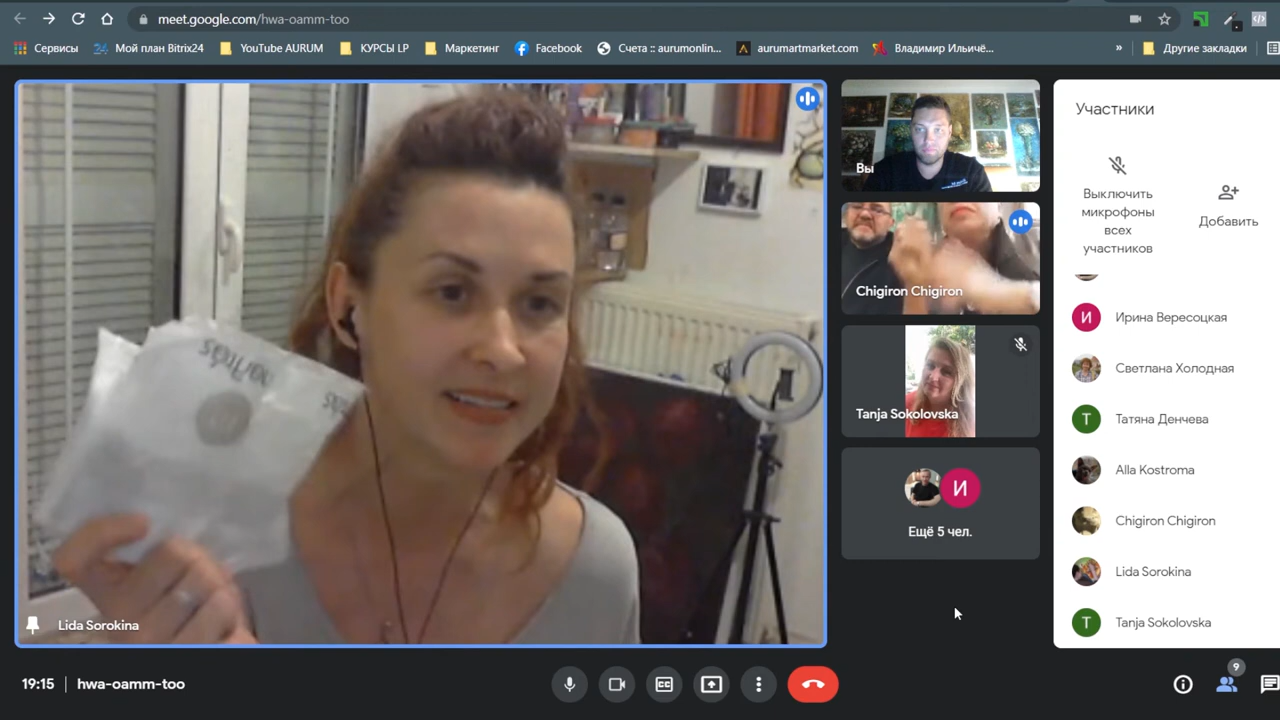 meet.google.com/hwa-oamm-too
Сервисы
24
Мой план Bitrix24
YouTube AURUM
КУРСЫ LP
Маркетинг
Facebook
Счета :: aurumonlin...
aurumartmarket.com
Владимир Ильичё...
»
Другие закладки
Lida Sorokina
Вы
Chigiron Chigiron
Tanja Sokolovska
И
Ещё 5 чел.
Участники
Выключить
микрофоны
всех
участников
Добавить
И Ирина Вересоцкая
Светлана Холодная
Т Татяна Денчева
Alla Kostroma
Chigiron Chigiron
Lida Sorokina
T Tanja Sokolovska
19:15 | hwa-oamm-too
CC
9